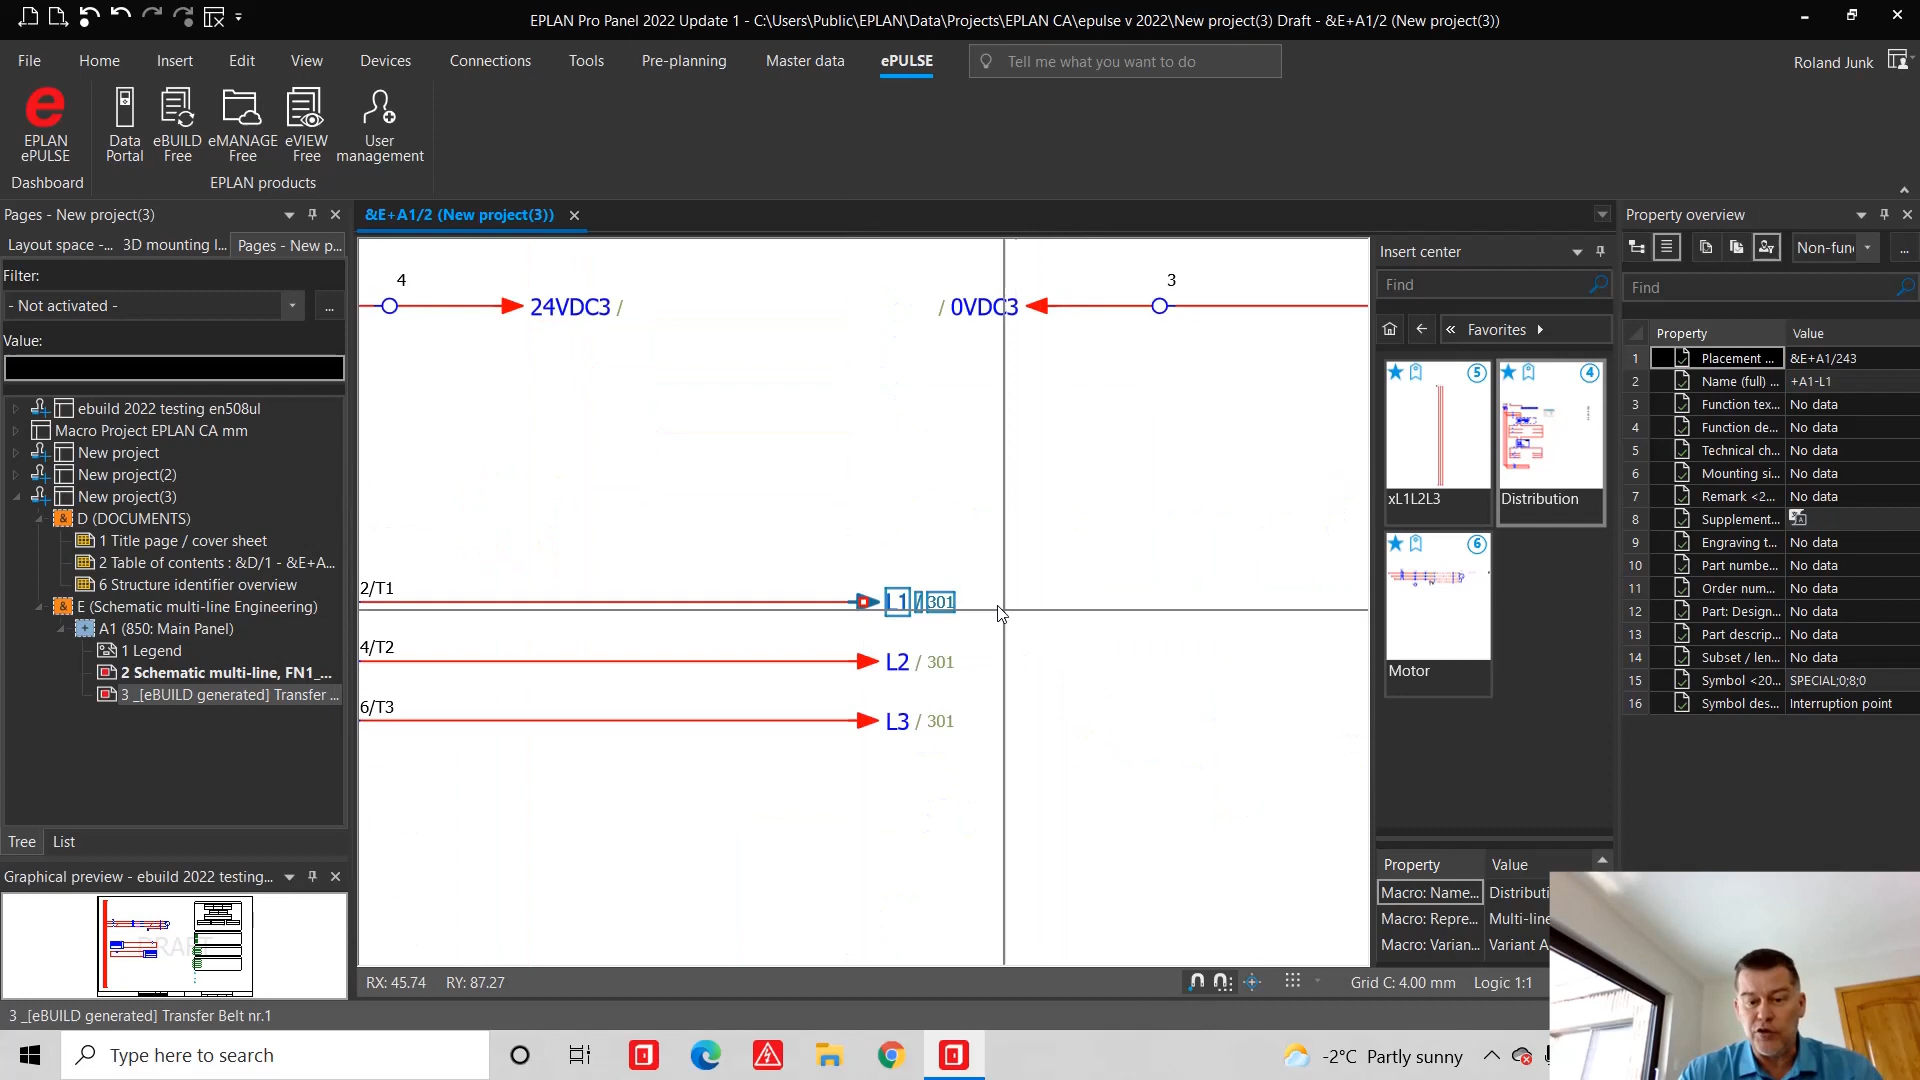 EPLAN Pro Panel 2022 Update 1 - C:\Users\Public\EPLAN\Data\Projects\EPLAN CA\epulse v 2022\New project(3) Draft - &E+A1/2 (New project(3))
File Home Insert Edit View Devices Connections Tools Pre-planning Master data ePULSE Tell me what you want to do Roland Junk
EPLAN ePULSE
Data Portal
eBUILD Free
eMANAGE Free
eVIEW Free
User management
Dashboard EPLAN products
Pages - New project(3)
Layout space -... 3D mounting l... Pages - New p...
Filter:
- Not activated - ...
Value:
ebuild 2022 testing en508ul
Macro Project EPLAN CA mm
New project
New project(2)
New project(3)
D (DOCUMENTS)
1 Title page / cover sheet
2 Table of contents : &D/1 - &E+A...
6 Structure identifier overview
E (Schematic multi-line Engineering)
A1 (850: Main Panel)
1 Legend
2 Schematic multi-line, FN1_...
3 _[eBUILD generated] Transfer ...
Tree List
Graphical preview - ebuild 2022 testing...
DRAFT
3 _[eBUILD generated] Transfer Belt nr.1
&E+A1/2 (New project(3))
4 3
24VDC3 / / 0VDC3
2/T1 L1 / 301
4/T2 L2 / 301
6/T3 L3 / 301
RX: 45.74 RY: 87.27
Grid C: 4.00 mm Logic 1:1
Insert center
Find
« Favorites
5 4
xL1L2L3 Distribution
6
Motor
Property Value
Macro: Name... Distributi
Macro: Repre... Multi-line
Macro: Varian... Variant A
Property overview
Non-fun ...
Find
Property Value
1 Placement ... &E+A1/243
2 Name (full) ... +A1-L1
3 Function tex... No data
4 Function de... No data
5 Technical ch... No data
6 Mounting si... No data
7 Remark <2... No data
8 Supplement...
9 Engraving t... No data
10 Part numbe... No data
11 Order num... No data
12 Part: Design... No data
13 Part descrip... No data
14 Subset / len... No data
15 Symbol <20... SPECIAL;0;8;0
16 Symbol des... Interruption point
Type here to search
-2°C Partly sunny